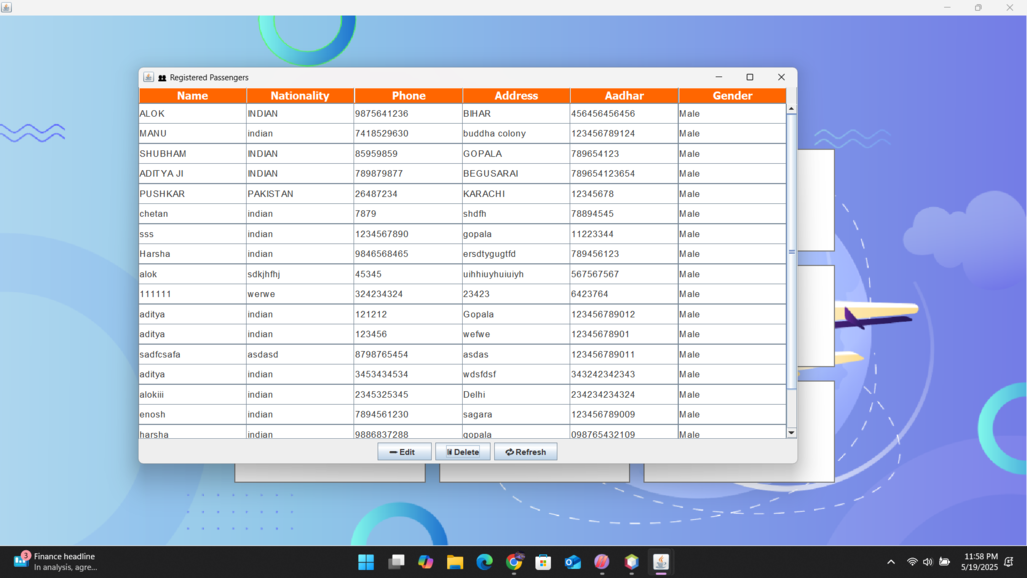 Registered Passengers
Name Nationality Phone Address Aadhar Gender
ALOK INDIAN 9875641236 BIHAR 456456456456 Male
MANU indian 7418529630 buddha colony 123456789124 Male
SHUBHAM INDIAN 85959859 GOPALA 789654123 Male
ADITYA JI INDIAN 789879877 BEGUSARAI 789654123654 Male
PUSHKAR PAKISTAN 26487234 KARACHI 12345678 Male
chetan indian 7879 shdfh 78894545 Male
sss indian 1234567890 gopala 11223344 Male
Harsha indian 9846568465 ersdtygugtfd 789456123 Male
alok sdkjhfhj 45345 uihhiuyhuiuiyh 567567567 Male
111111 werwe 324234324 23423 6423764 Male
aditya indian 121212 Gopala 123456789012 Male
aditya indian 123456 wefwe 12345678901 Male
sadfcsafa asdasd 8798765454 asdas 123456789011 Male
aditya indian 3453434534 wdsfdsf 343242342343 Male
alokiii indian 2345325345 Delhi 234234234324 Male
enosh indian 7894561230 sagara 123456789009 Male
harsha indian 9886837288 gopala 098765432109 Male
Edit Delete Refresh
3 Finance headline
In analysis, agre...
11:58 PM
5/19/2025